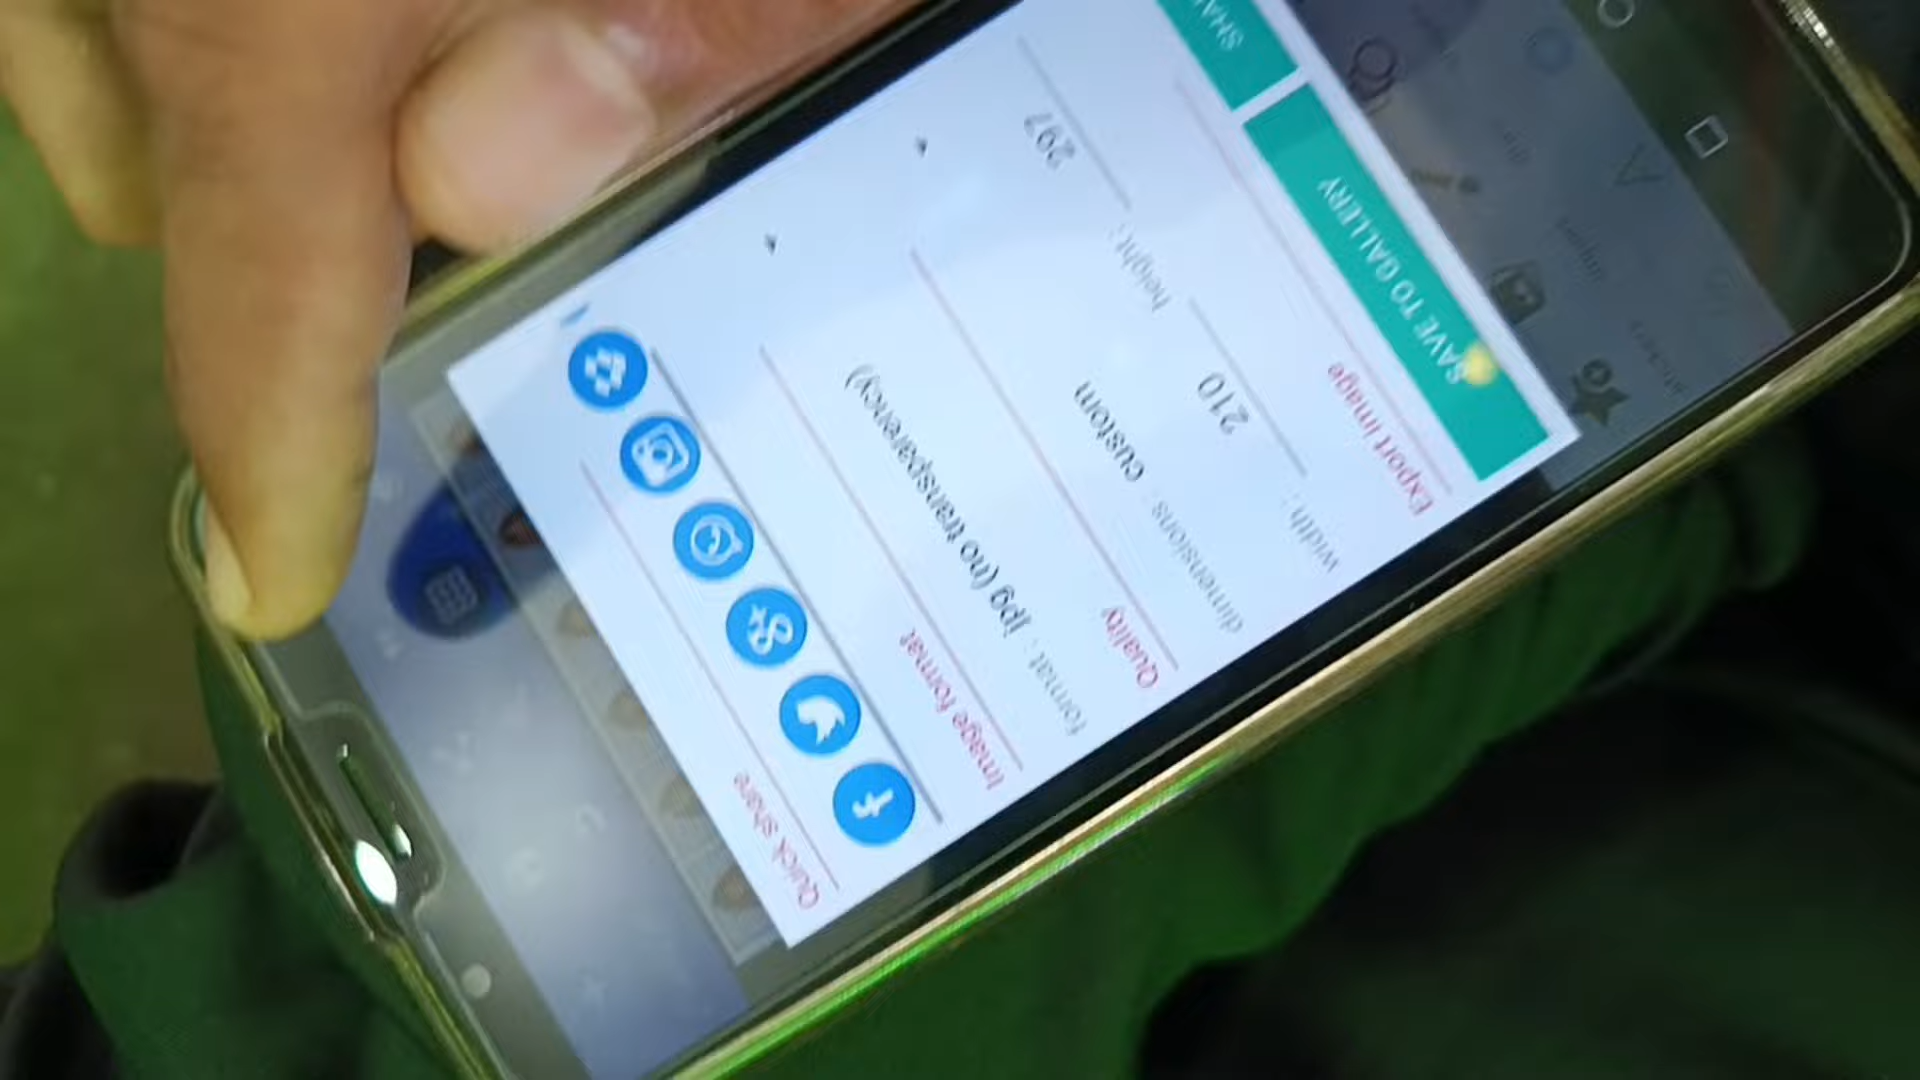 Quick share
Image format
format : jpg (no transparency)
Quality
dimensions : custom
width : 210 height : 297
Export image
SAVE TO GALLERY